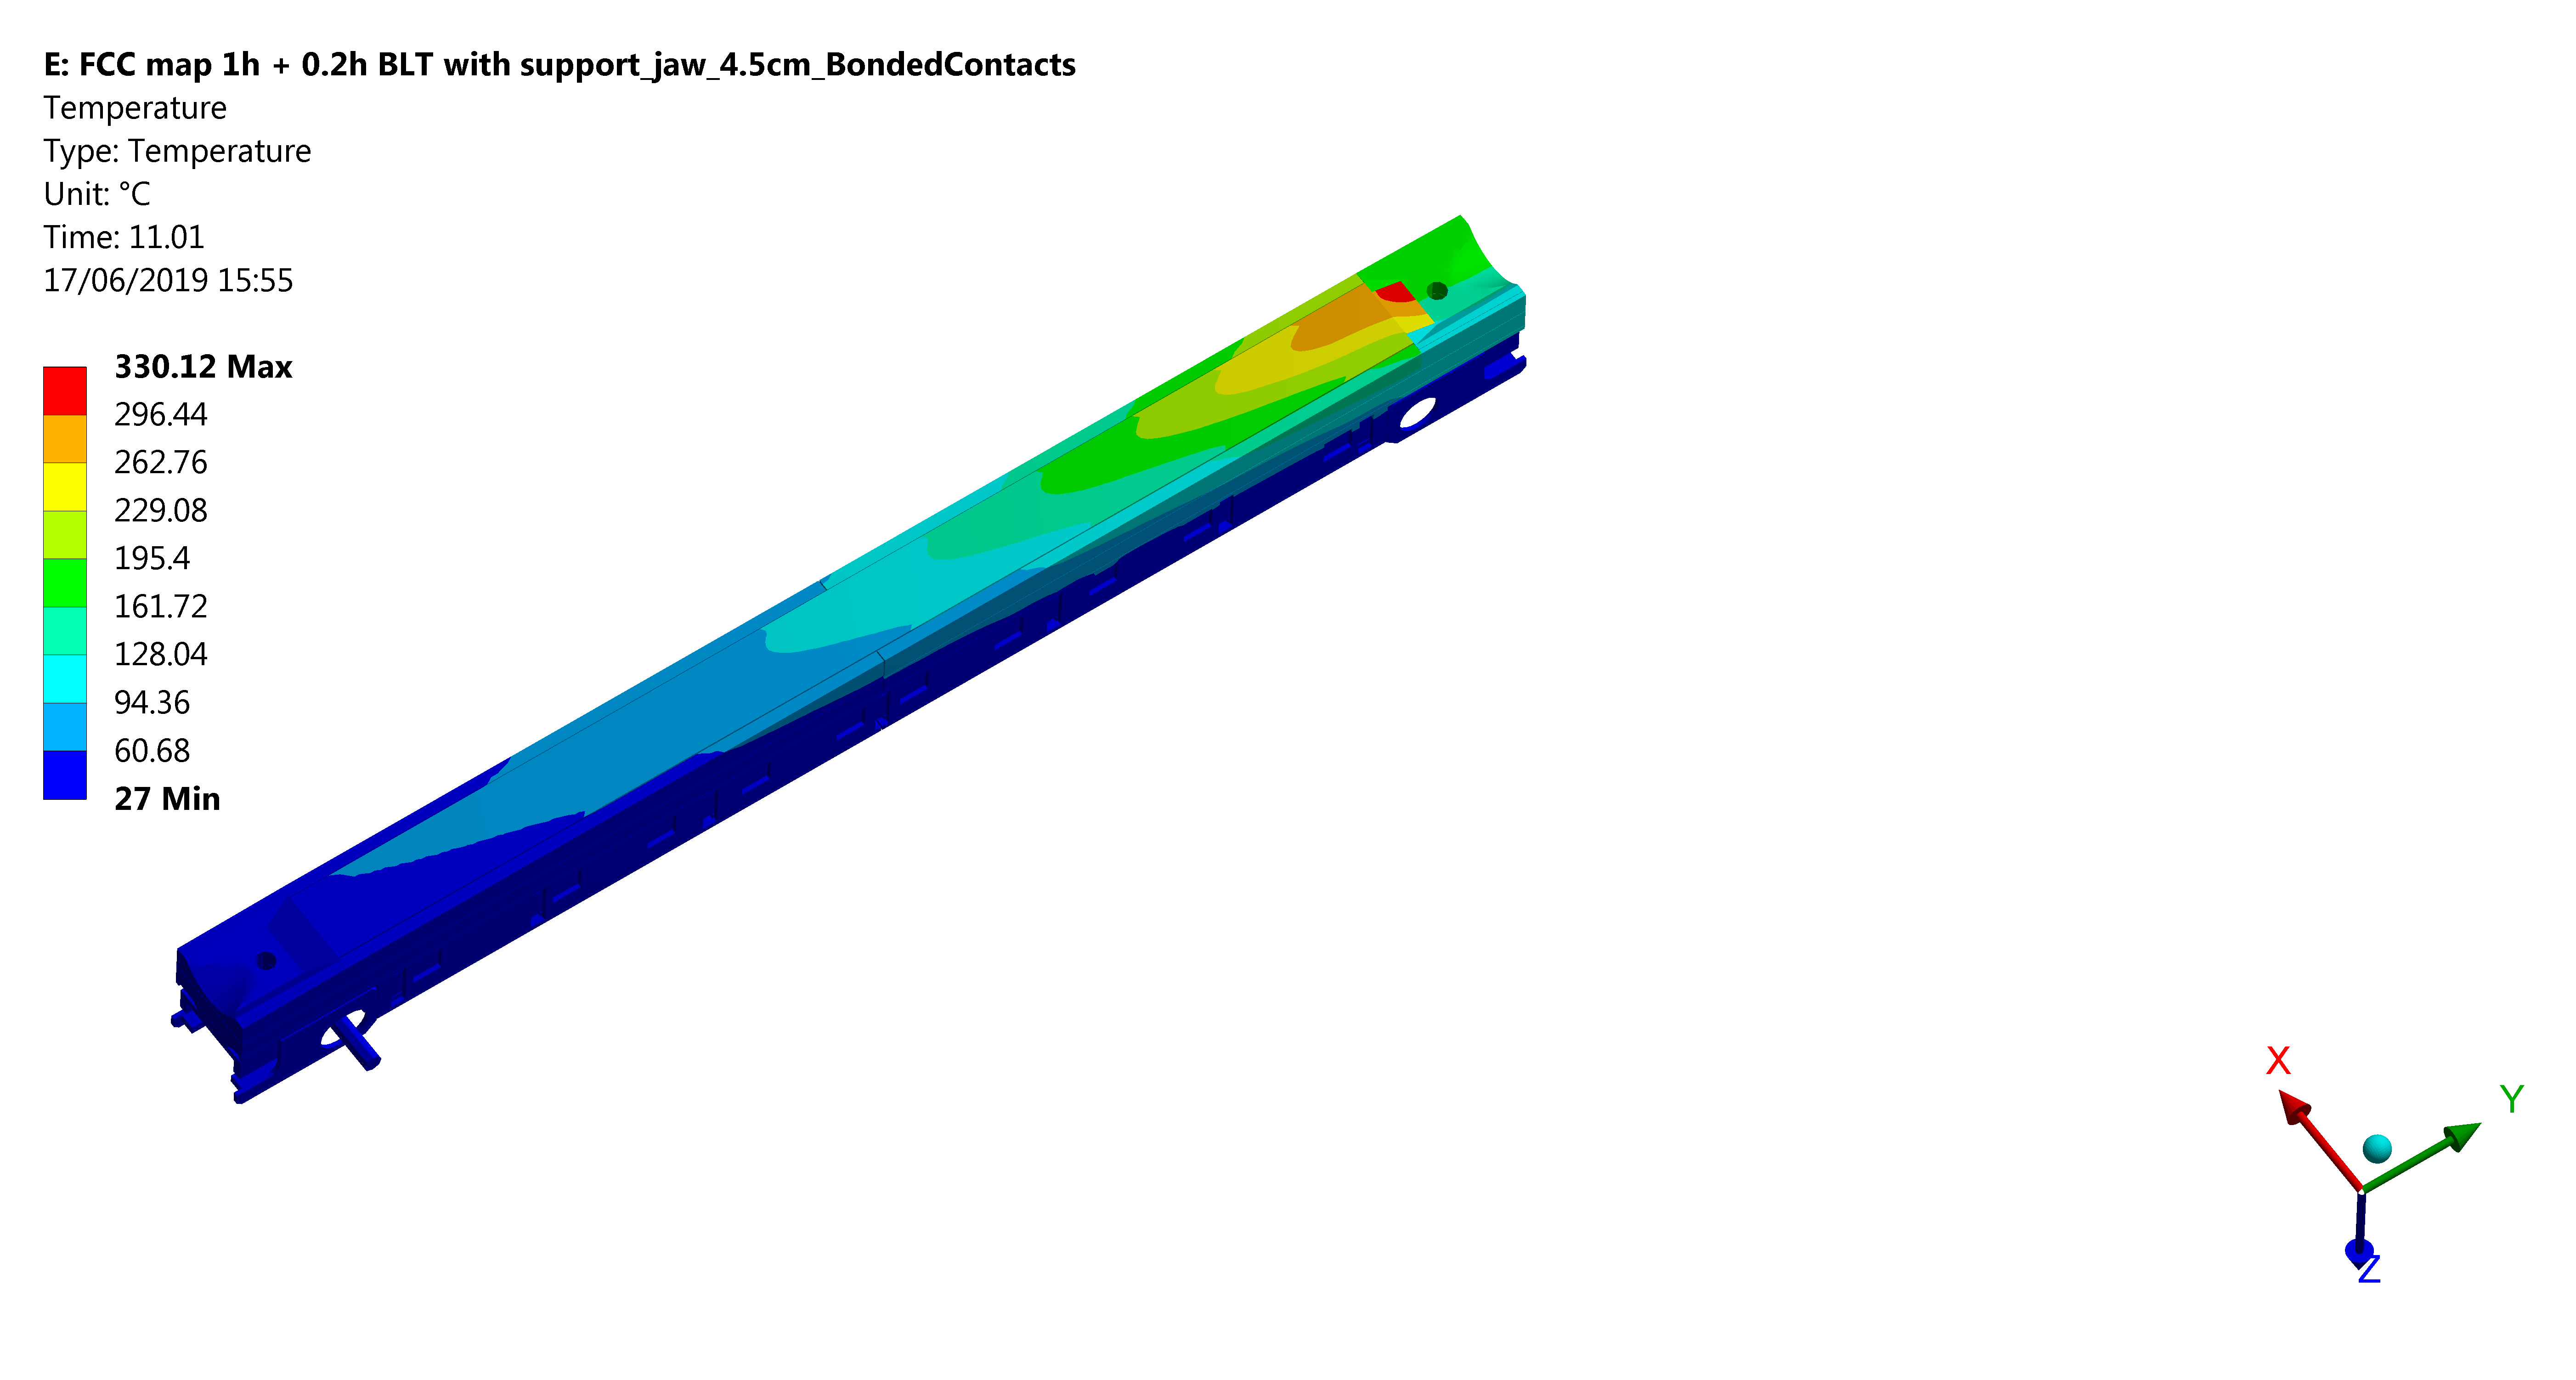 E: FCC map 1h + 0.2h BLT with support_jaw_4.5cm_BondedContacts
Temperature
Type: Temperature
Unit: °C
Time: 11.01
17/06/2019 15:55
330.12 Max
296.44
262.76
229.08
195.4
161.72
128.04
94.36
60.68
27 Min
X
Y
Z